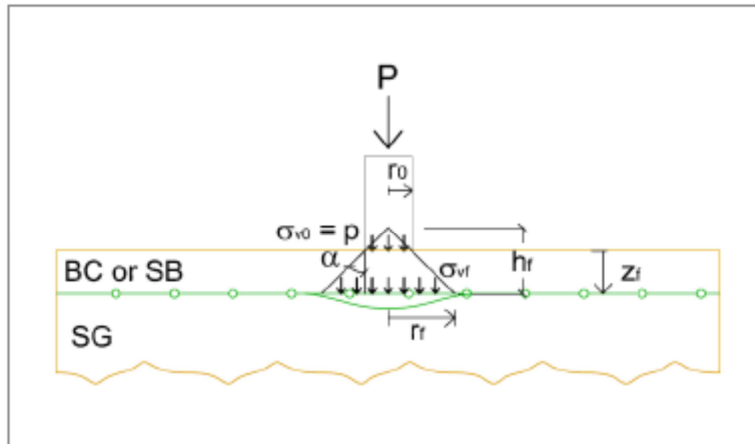 P
r0
σv0 = p
α
BC or SB
σvf
hf
zf
SG
rf